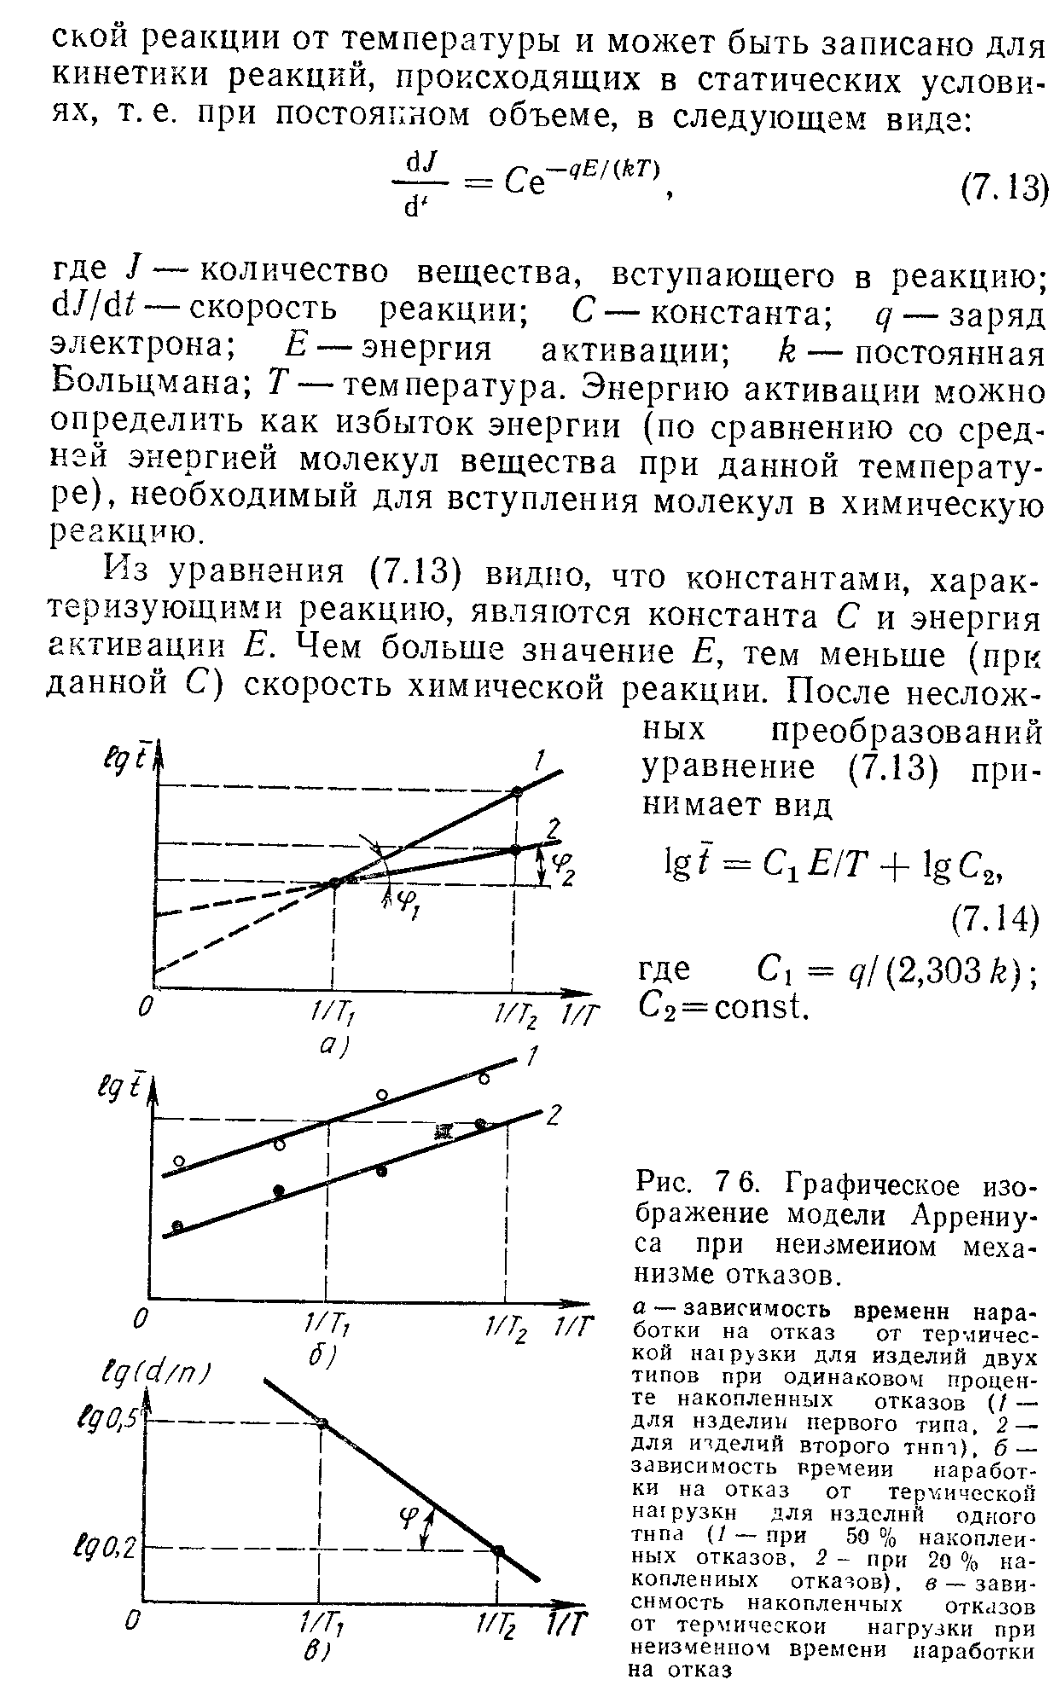 ской реакции от температуры и может быть записано для
кинетики реакций, происходящих в статических услови-
ях, т. е. при постоянном объеме, в следующем виде:
dJ/dt = Ce^{-qE/(kT)}, (7.13)
где J — количество вещества, вступающего в реакцию;
dJ/dt — скорость реакции; C — константа; q — заряд
электрона; E — энергия активации; k — постоянная
Больцмана; T — температура. Энергию активации можно
определить как избыток энергии (по сравнению со сред-
ней энергией молекул вещества при данной температу-
ре), необходимый для вступления молекул в химическую
реакцию.
Из уравнения (7.13) видно, что константами, харак-
теризующими реакцию, являются константа C и энергия
активации E. Чем больше значение E, тем меньше (при
данной C) скорость химической реакции. После неслож-
ных преобразований
уравнение (7.13) при-
нимает вид
lg t̄ = C₁E/T + lg C₂,
(7.14)
где C₁ = q/(2,303 k);
C₂=const.
lg t̄
1
2
φ₂
φ₁
0 1/T₁ 1/T₂ 1/T
а)
lg t̄
1
2
0 1/T₁ 1/T₂ 1/T
б)
lg(d/n)
lg0,5
φ
lg0,2
0 1/T₁ 1/T₂ 1/T
в)
Рис. 7 6. Графическое изо-
бражение модели Аррениу-
са при неизменном меха-
низме отказов.
а — зависимость времени нара-
ботки на отказ от термичес-
кой нагрузки для изделий двух
типов при одинаковом процен-
те накопленных отказов (1 —
для изделий первого типа, 2 —
для изделий второго типа), б —
зависимость времени наработ-
ки на отказ от термической
нагрузки для изделий одного
типа (1 — при 50 % накоплен-
ных отказов, 2 - при 20 % на-
копленных отказов), в — зави-
симость накопленных отказов
от термической нагрузки при
неизменном времени наработки
на отказ